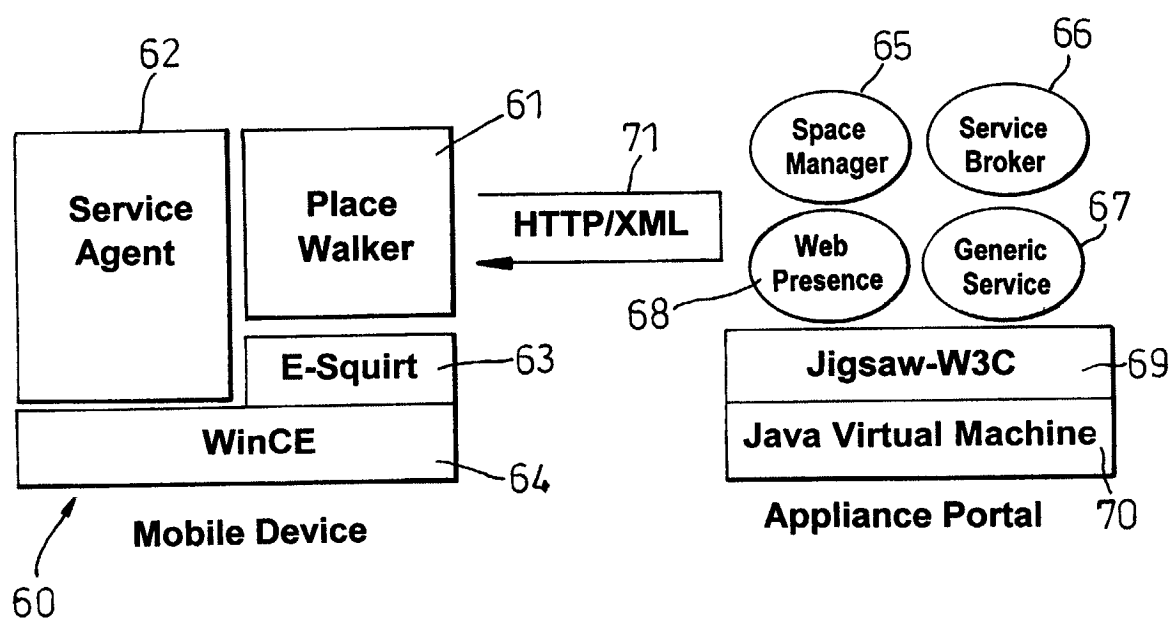 62
61
Service
Agent
Place
Walker
E-Squirt
63
WinCE
64
Mobile Device
60
71
HTTP/XML
65
66
Space
Manager
Service
Broker
67
Web
Presence
Generic
Service
68
Jigsaw-W3C
69
Java Virtual Machine
70
Appliance Portal